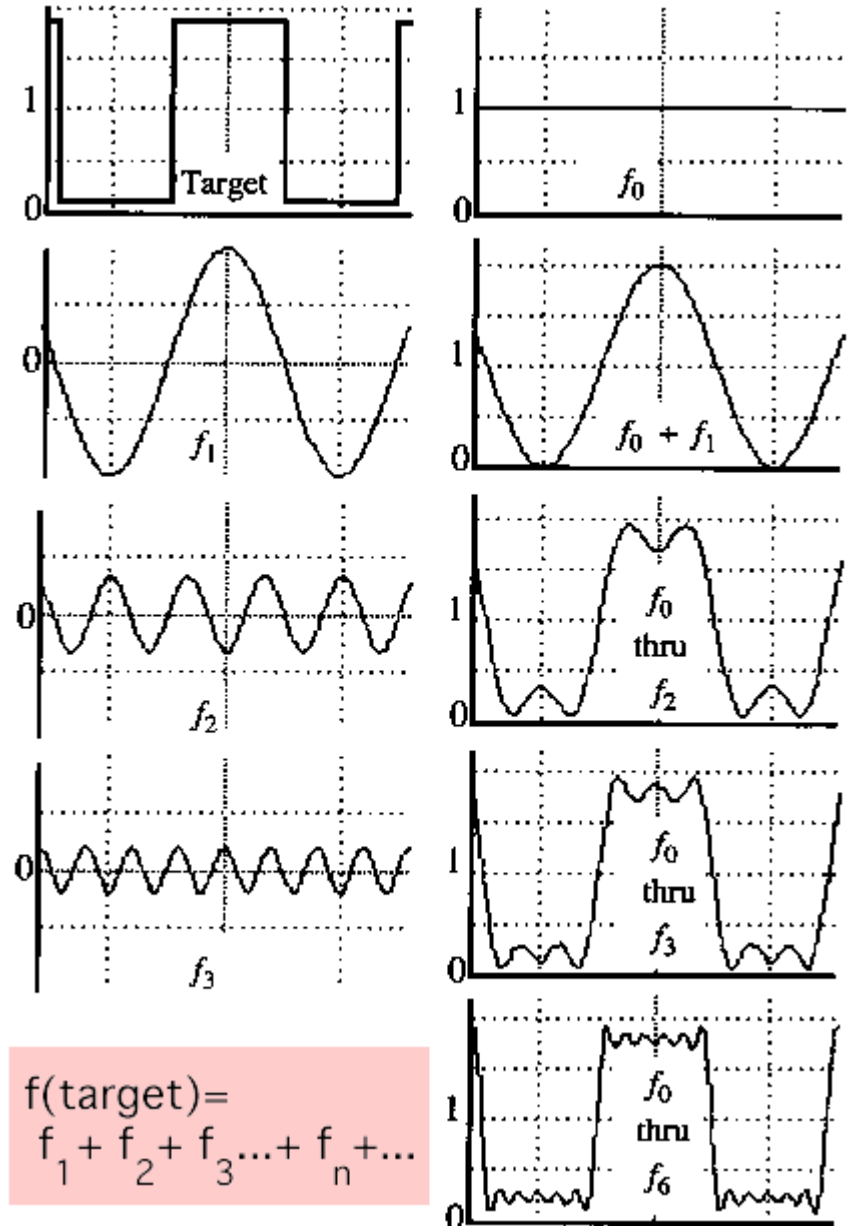 1
0
Target
1
0
f0
0
f1
1
0
f0 + f1
0
f2
1
0
f0
thru
f2
0
f3
1
0
f0
thru
f3
f(target)=
f1+ f2+ f3...+ fn+...
1
0
f0
thru
f6